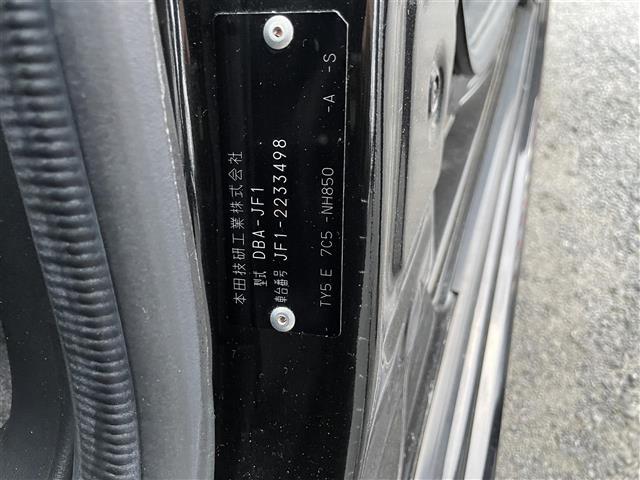 本田技研工業株式会社
型式 DBA-JF1
車台番号 JF1-2233498
TY5 E 7C5 -NH850 -A -S